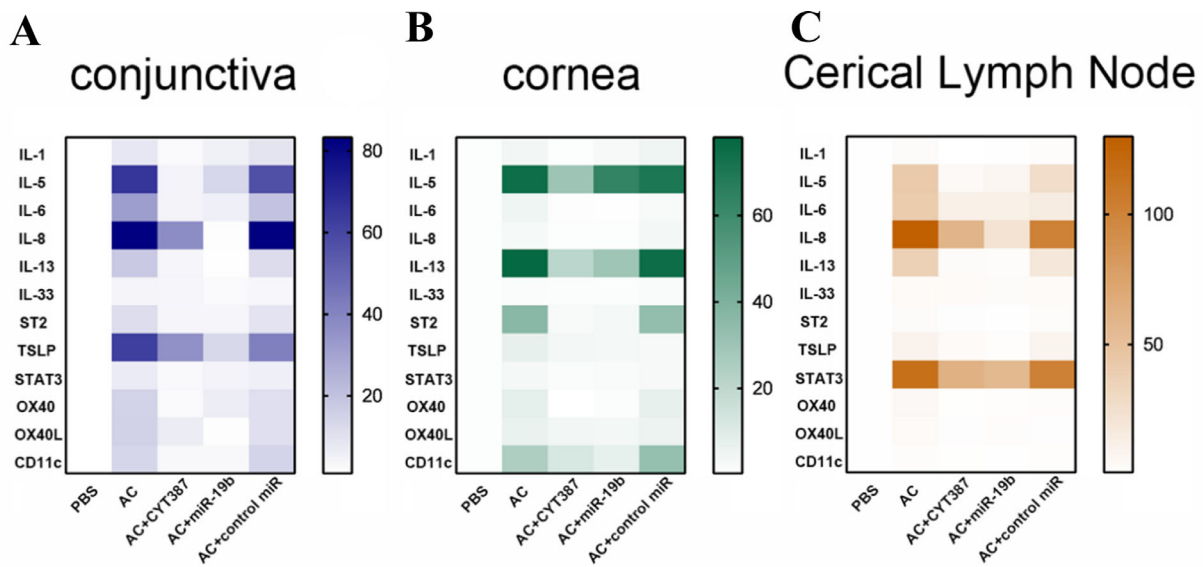 A
conjunctiva
IL-1
IL-5
IL-6
IL-8
IL-13
IL-33
ST2
TSLP
STAT3
OX40
OX40L
CD11c
PBS
AC
AC+CYT387
AC+miR-19b
AC+control miR
80
60
40
20
B
cornea
IL-1
IL-5
IL-6
IL-8
IL-13
IL-33
ST2
TSLP
STAT3
OX40
OX40L
CD11c
PBS
AC
AC+CYT387
AC+miR-19b
AC+control miR
60
40
20
C
Cerical Lymph Node
IL-1
IL-5
IL-6
IL-8
IL-13
IL-33
ST2
TSLP
STAT3
OX40
OX40L
CD11c
PBS
AC
AC+CYT387
AC+miR-19b
AC+control miR
100
50